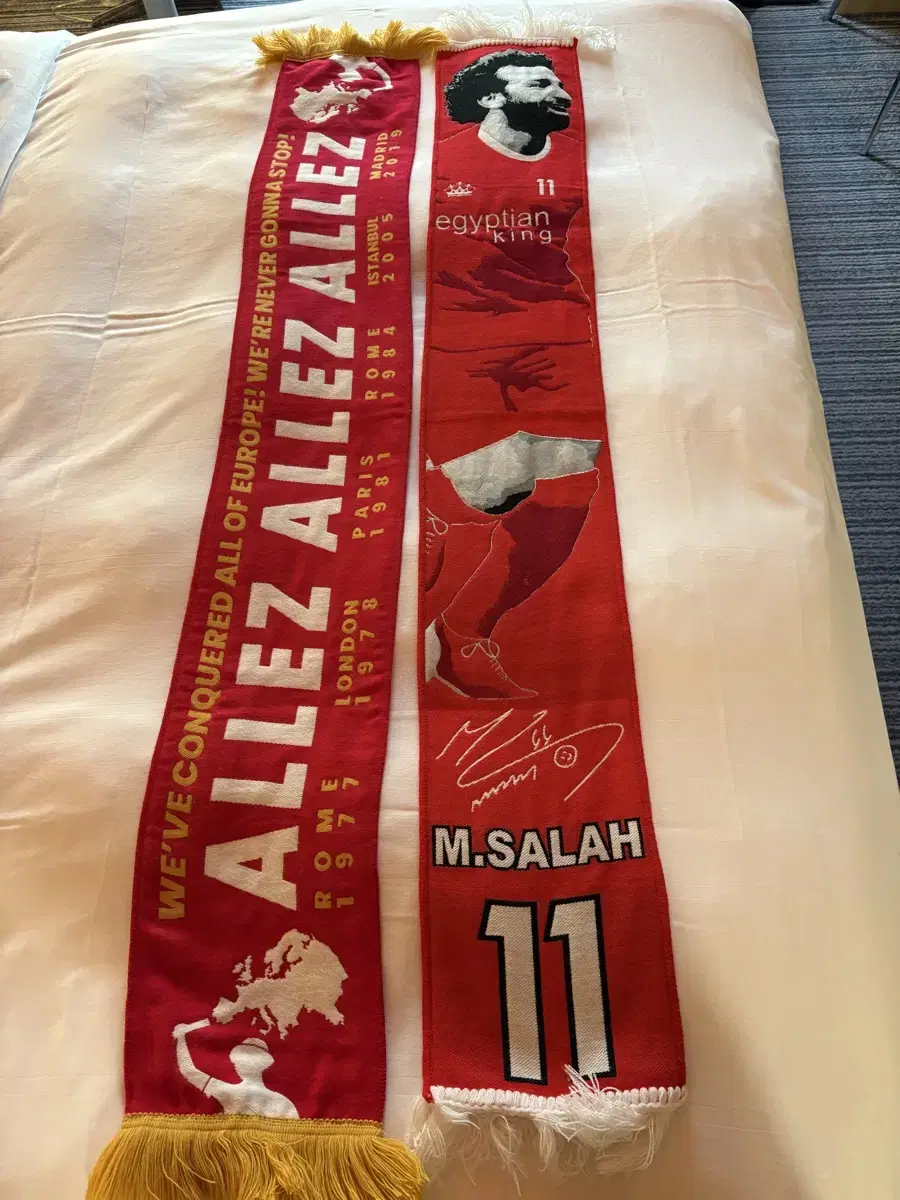 WE'VE CONQUERED ALL OF EUROPE! WE'RE NEVER GONNA STOP!
ALLEZ ALLEZ ALLEZ ALLEZ
ROME
1977
LONDON
1978
PARIS
1981
ROME
1984
ISTANBUL
2005
MADRID
2019
11
egyptian
king
M.SALAH
11